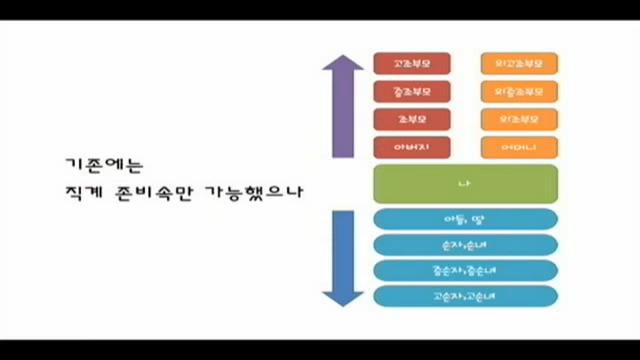 기존에는
직계 존비속만 가능했으나
고조부모 외고조부모
증조부모 외증조부모
조부모 외조부모
아버지 어머니
나
아들, 딸
손자,손녀
증손자,증손녀
고손자,고손녀